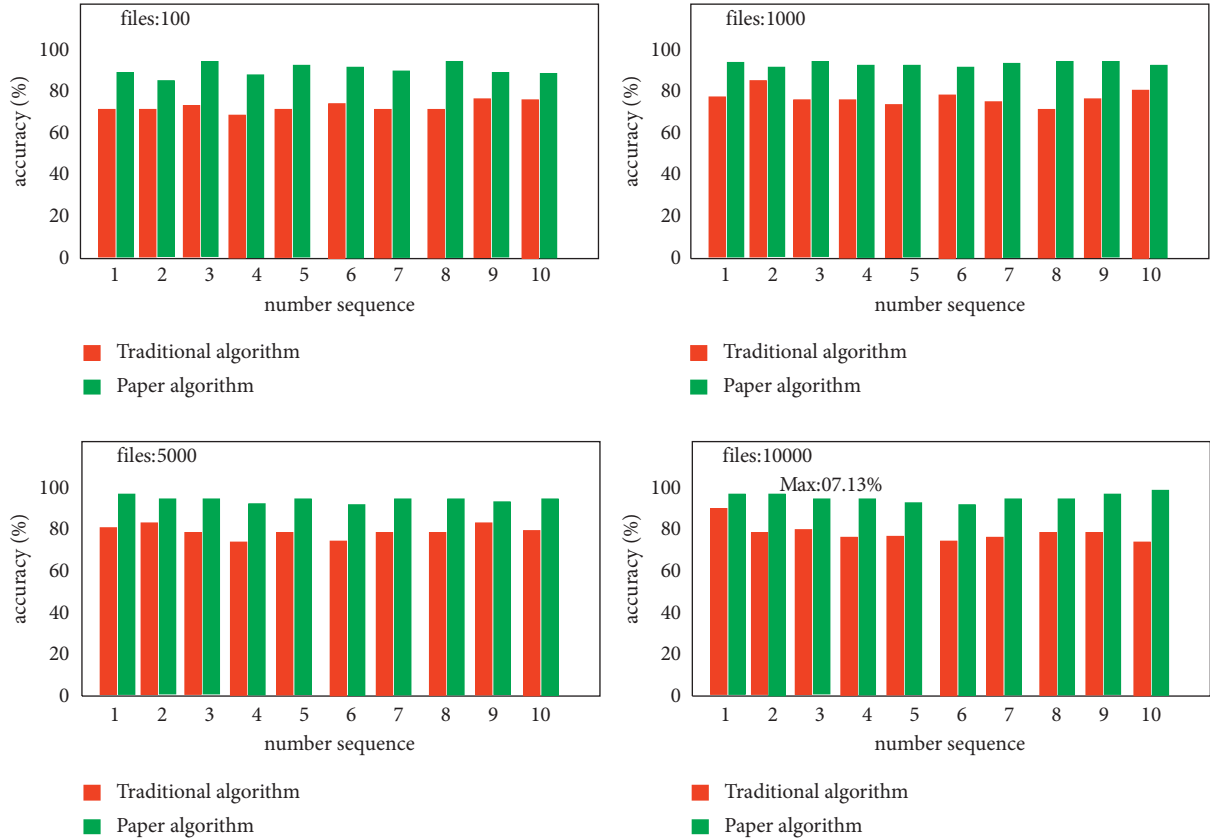 files:100
accuracy (%)
100
80
60
40
20
0
1 2 3 4 5 6 7 8 9 10
number sequence
Traditional algorithm
Paper algorithm
files:1000
accuracy (%)
100
80
60
40
20
0
1 2 3 4 5 6 7 8 9 10
number sequence
Traditional algorithm
Paper algorithm
files:5000
accuracy (%)
100
80
60
40
20
0
1 2 3 4 5 6 7 8 9 10
number sequence
Traditional algorithm
Paper algorithm
files:10000
Max:07.13%
accuracy (%)
100
80
60
40
20
0
1 2 3 4 5 6 7 8 9 10
number sequence
Traditional algorithm
Paper algorithm